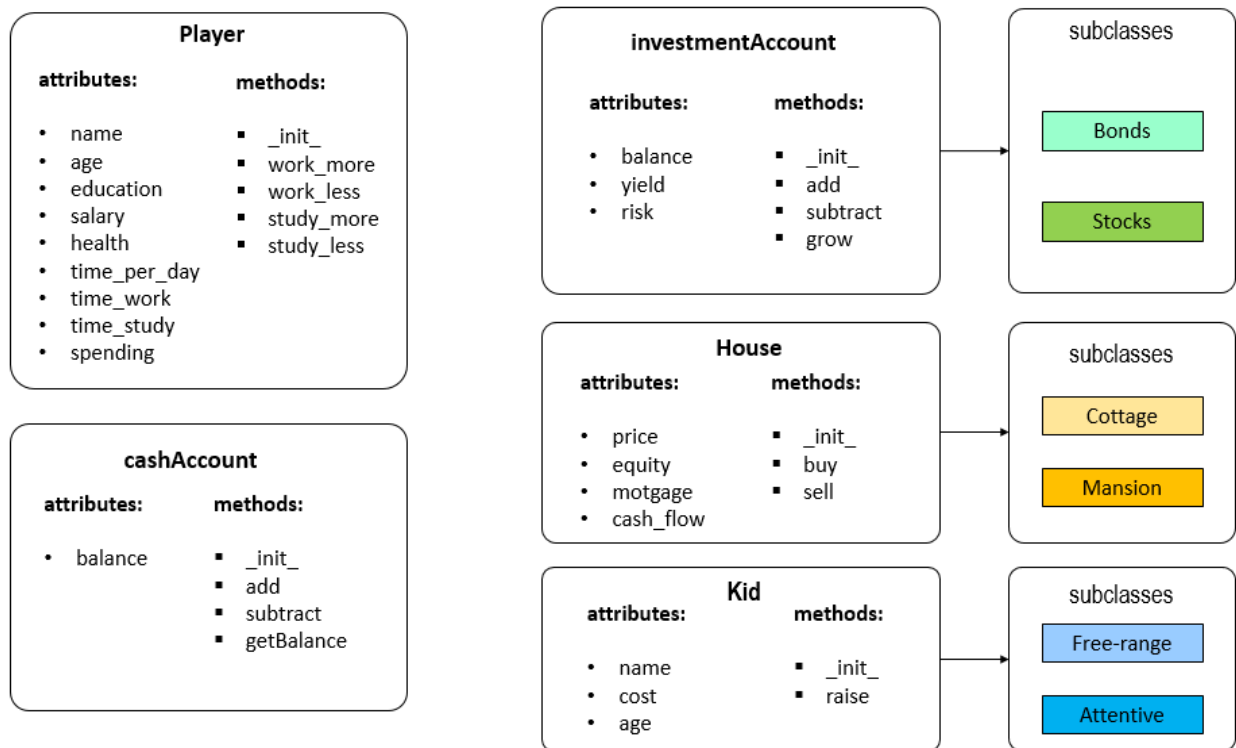 Player
attributes:
methods:
• name
• age
• education
• salary
• health
• time_per_day
• time_work
• time_study
• spending
▪ _init_
▪ work_more
▪ work_less
▪ study_more
▪ study_less
cashAccount
attributes:
methods:
• balance
▪ _init_
▪ add
▪ subtract
▪ getBalance
investmentAccount
attributes:
methods:
• balance
• yield
• risk
▪ _init_
▪ add
▪ subtract
▪ grow
subclasses
Bonds
Stocks
House
attributes:
methods:
• price
• equity
• motgage
• cash_flow
▪ _init_
▪ buy
▪ sell
subclasses
Cottage
Mansion
Kid
attributes:
methods:
• name
• cost
• age
▪ _init_
▪ raise
subclasses
Free-range
Attentive